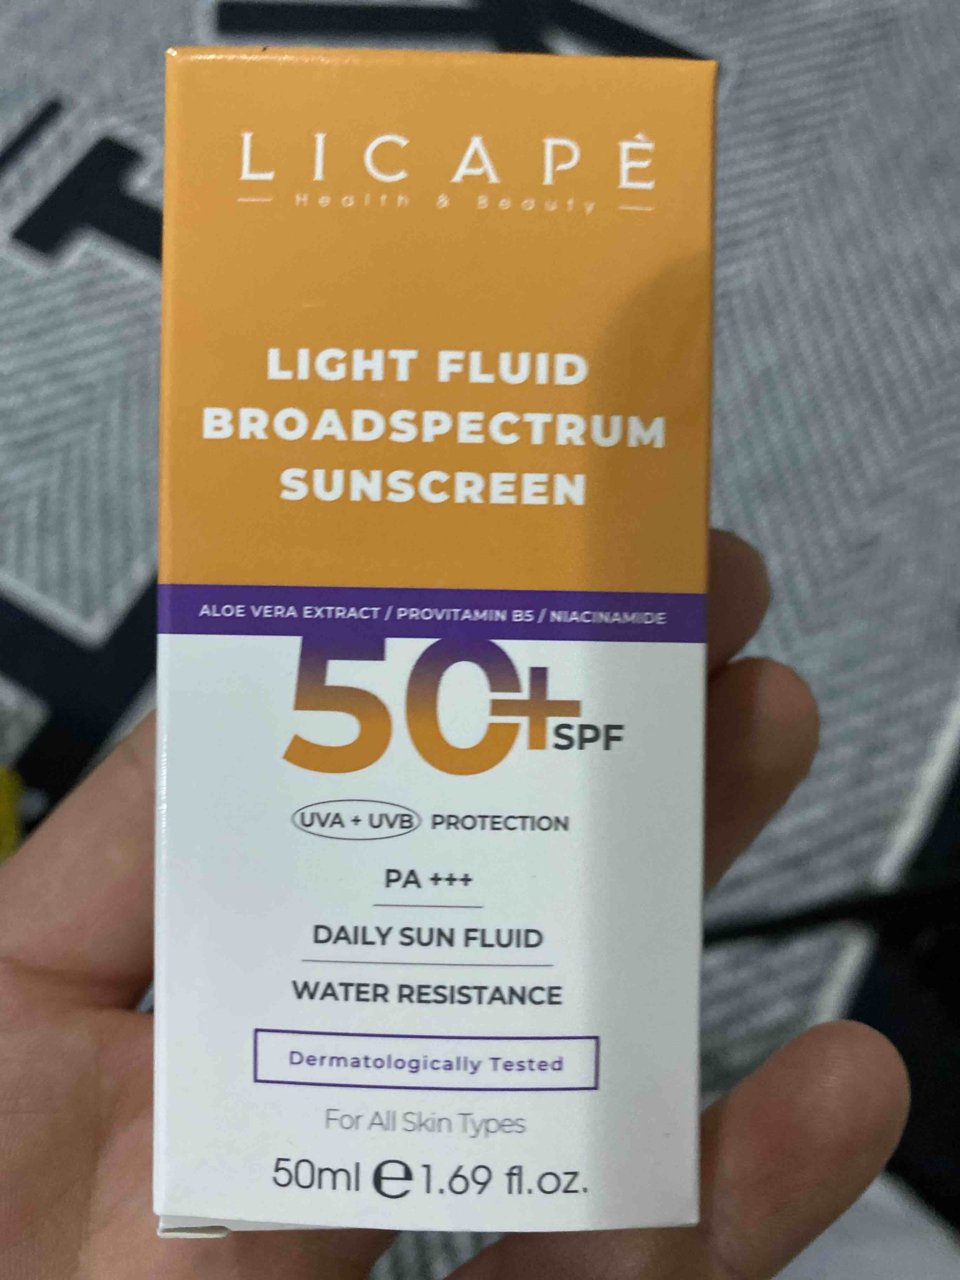 LICAPÈ
Health & Beauty
LIGHT FLUID
BROADSPECTRUM
SUNSCREEN
ALOE VERA EXTRACT / PROVITAMIN B5 / NIACINAMIDE
50+ SPF
UVA + UVB PROTECTION
PA +++
DAILY SUN FLUID
WATER RESISTANCE
Dermatologically Tested
For All Skin Types
50ml ℮ 1.69 fl.oz.